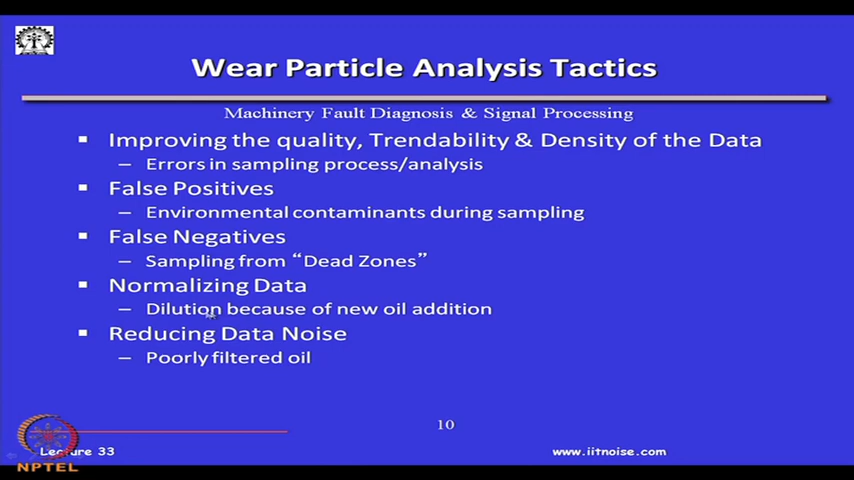 Wear Particle Analysis Tactics
Machinery Fault Diagnosis & Signal Processing
▪ Improving the quality, Trendability & Density of the Data
– Errors in sampling process/analysis
▪ False Positives
– Environmental contaminants during sampling
▪ False Negatives
– Sampling from “Dead Zones”
▪ Normalizing Data
– Dilution because of new oil addition
▪ Reducing Data Noise
– Poorly filtered oil
10
Lecture 33
www.iitnoise.com
NPTEL